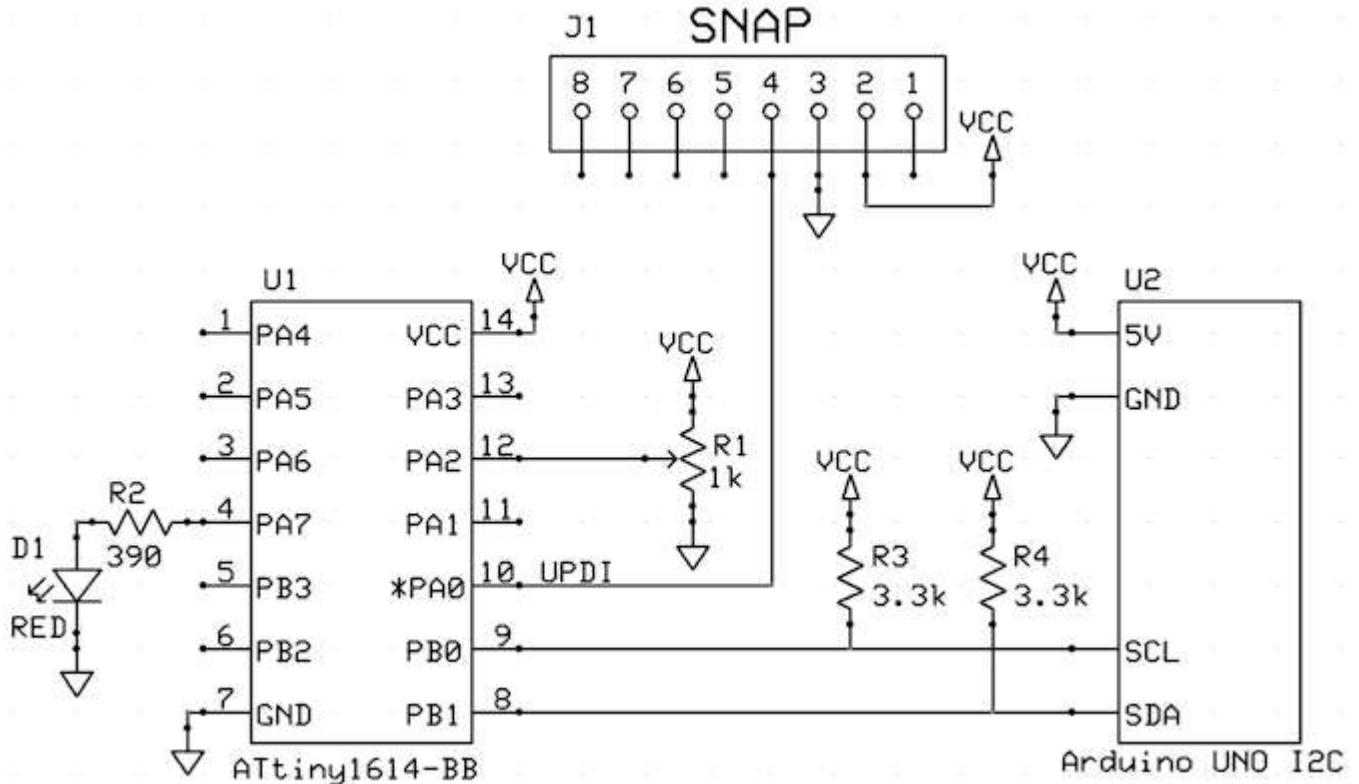 J1 SNAP
8 7 6 5 4 3 2 1
VCC
U1
VCC
VCC
U2
1 PA4 VCC 14
5V
VCC
2 PA5 PA3 13
GND
3 PA6 PA2 12
R1
1k
VCC
VCC
R2
390
4 PA7 PA1 11
D1
RED
5 PB3 *PA0 10 UPDI
R3
3.3k
R4
3.3k
6 PB2 PB0 9
SCL
7 GND PB1 8
SDA
ATtiny1614-BB
Arduino UNO I2C